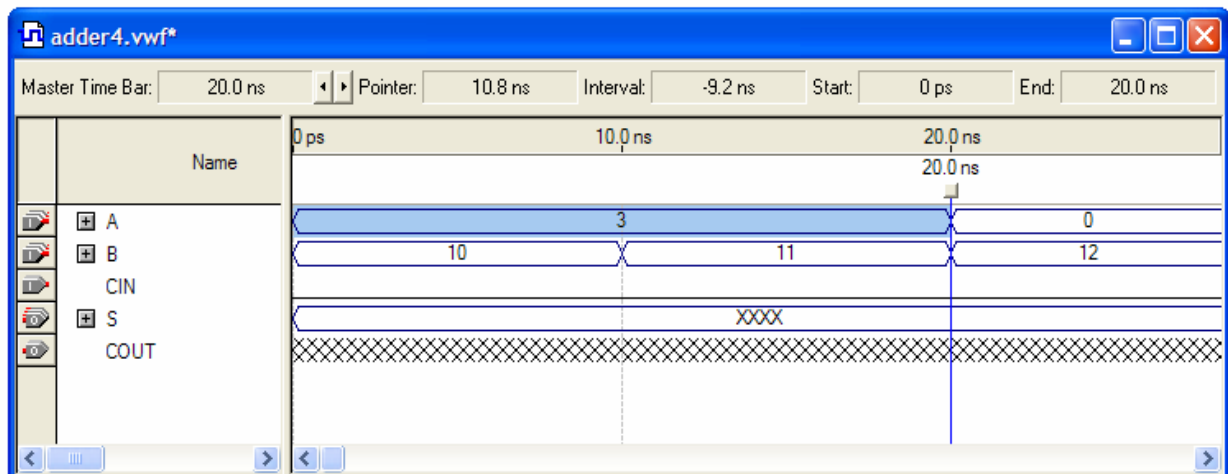 adder4.vwf*
Master Time Bar: 20.0 ns Pointer: 10.8 ns Interval: -9.2 ns Start: 0 ps End: 20.0 ns
Name
0 ps 10.0 ns 20.0 ns
20.0 ns
A 3 0
B 10 11 12
CIN
S XXXX
COUT